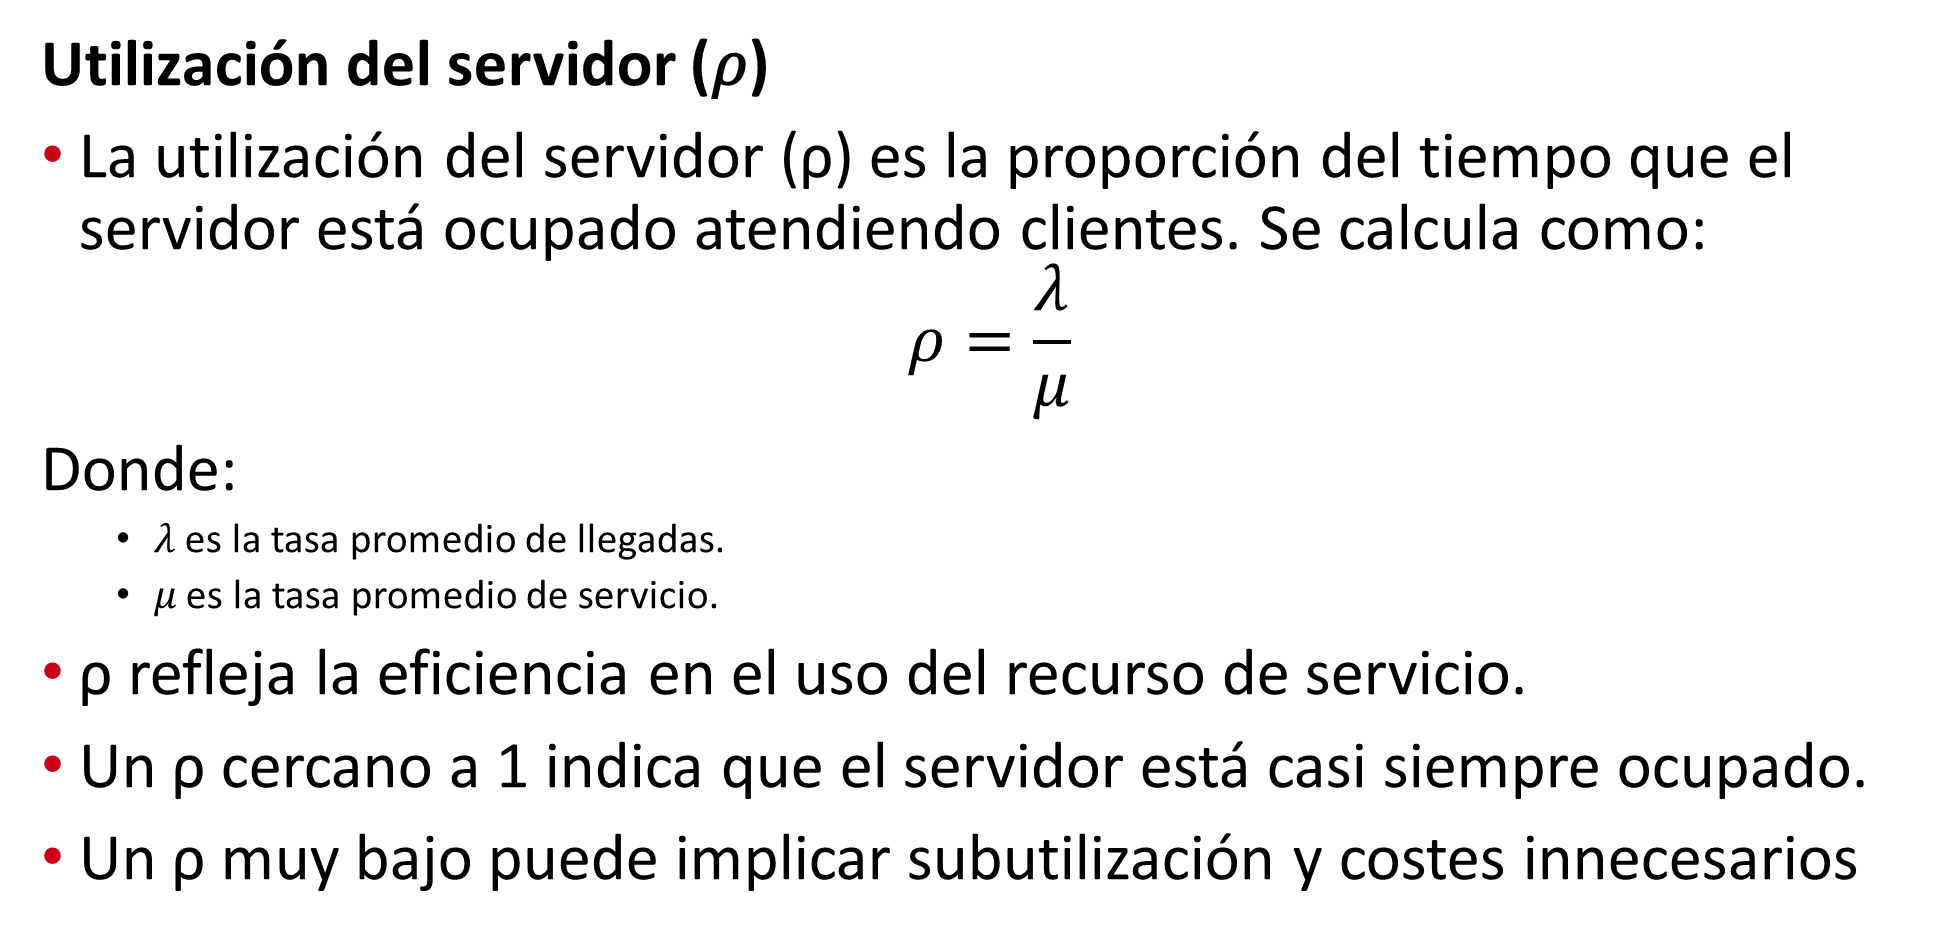 Utilización del servidor (𝜌)
• La utilización del servidor (ρ) es la proporción del tiempo que el
servidor está ocupado atendiendo clientes. Se calcula como:
𝜌 = 𝜆/𝜇
Donde:
• 𝜆 es la tasa promedio de llegadas.
• 𝜇 es la tasa promedio de servicio.
• ρ refleja la eficiencia en el uso del recurso de servicio.
• Un ρ cercano a 1 indica que el servidor está casi siempre ocupado.
• Un ρ muy bajo puede implicar subutilización y costes innecesarios